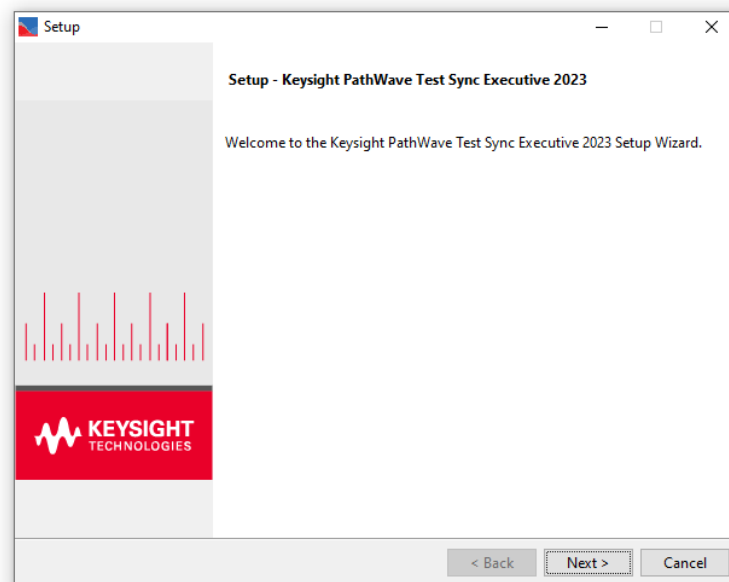 Setup
Setup - Keysight PathWave Test Sync Executive 2023
Welcome to the Keysight PathWave Test Sync Executive 2023 Setup Wizard.
KEYSIGHT
TECHNOLOGIES
< Back
Next >
Cancel